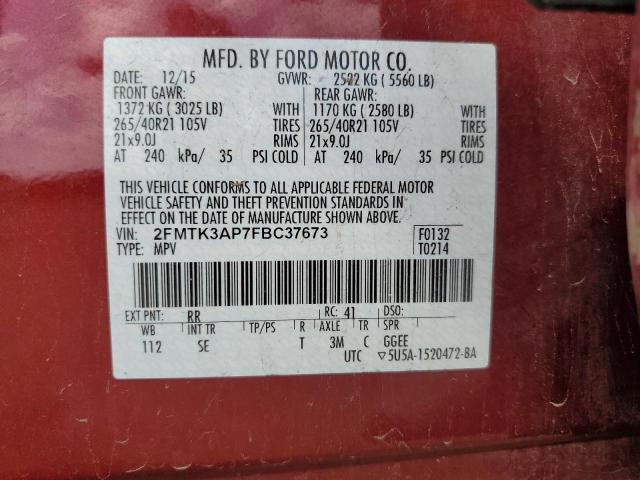 MFD. BY FORD MOTOR CO.
DATE: 12/15 GVWR: 2522 KG ( 5560 LB)
FRONT GAWR: REAR GAWR:
1372 KG ( 3025 LB) WITH 1170 KG ( 2580 LB) WITH
265/40R21 105V TIRES 265/40R21 105V TIRES
21x9.0J RIMS 21x9.0J RIMS
AT 240 kPa/ 35 PSI COLD AT 240 kPa/ 35 PSI COLD
THIS VEHICLE CONFORMS TO ALL APPLICABLE FEDERAL MOTOR
VEHICLE SAFETY AND THEFT PREVENTION STANDARDS IN
EFFECT ON THE DATE OF MANUFACTURE SHOWN ABOVE.
VIN: 2FMTK3AP7FBC37673 F0132
TYPE: MPV T0214
EXT PNT: RR RC: 41 DSO:
WB INT TR TP/PS R AXLE TR SPR
112 SE T 3M C GGEE
UTC ▽5U5A-1520472-BA